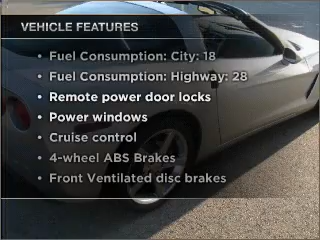 VEHICLE FEATURES
• Fuel Consumption: City: 18
• Fuel Consumption: Highway: 28
• Remote power door locks
• Power windows
• Cruise control
• 4-wheel ABS Brakes
• Front Ventilated disc brakes